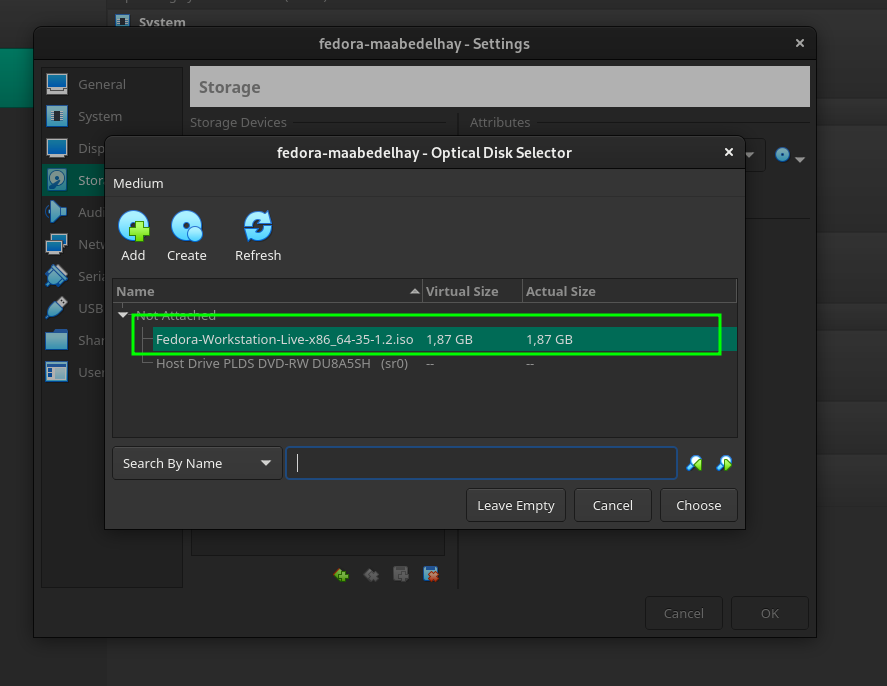 System
fedora-maabedelhay - Settings
General
System
Disp
Stor
Audi
Netw
Seria
USB
Shar
User
Storage
Storage Devices
Attributes
fedora-maabedelhay - Optical Disk Selector
Medium
Add Create Refresh
Name Virtual Size Actual Size
Not Attached
Fedora-Workstation-Live-x86_64-35-1.2.iso 1,87 GB 1,87 GB
Host Drive PLDS DVD-RW DU8A5SH (sr0) -- --
Search By Name
Leave Empty Cancel Choose
Cancel OK